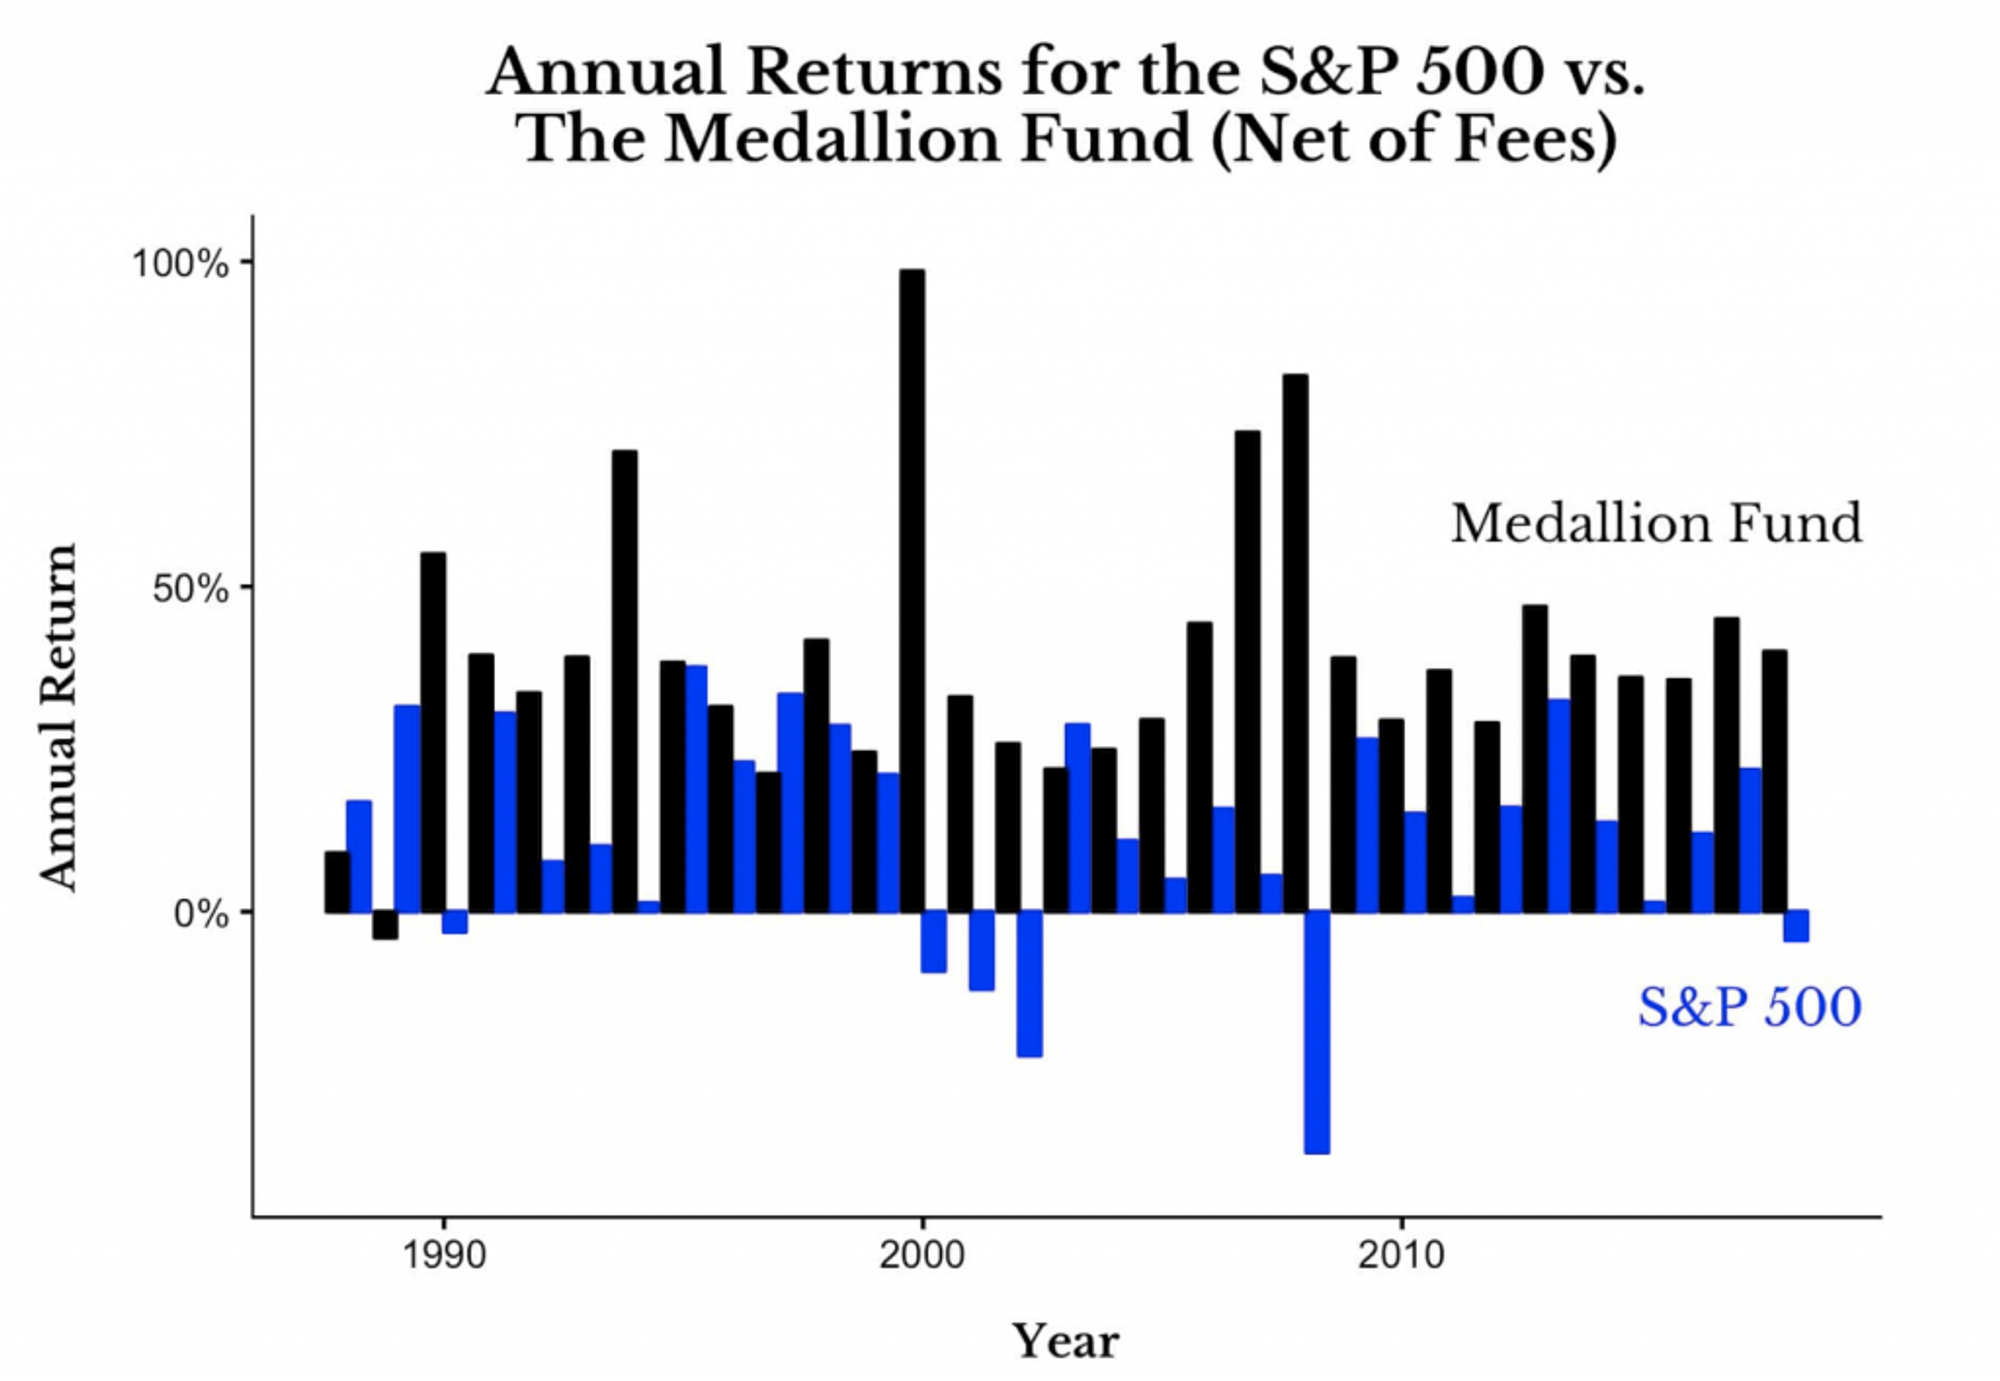 Annual Returns for the S&P 500 vs.
The Medallion Fund (Net of Fees)
100%
50%
0%
Annual Return
Medallion Fund
S&P 500
1990
2000
2010
Year